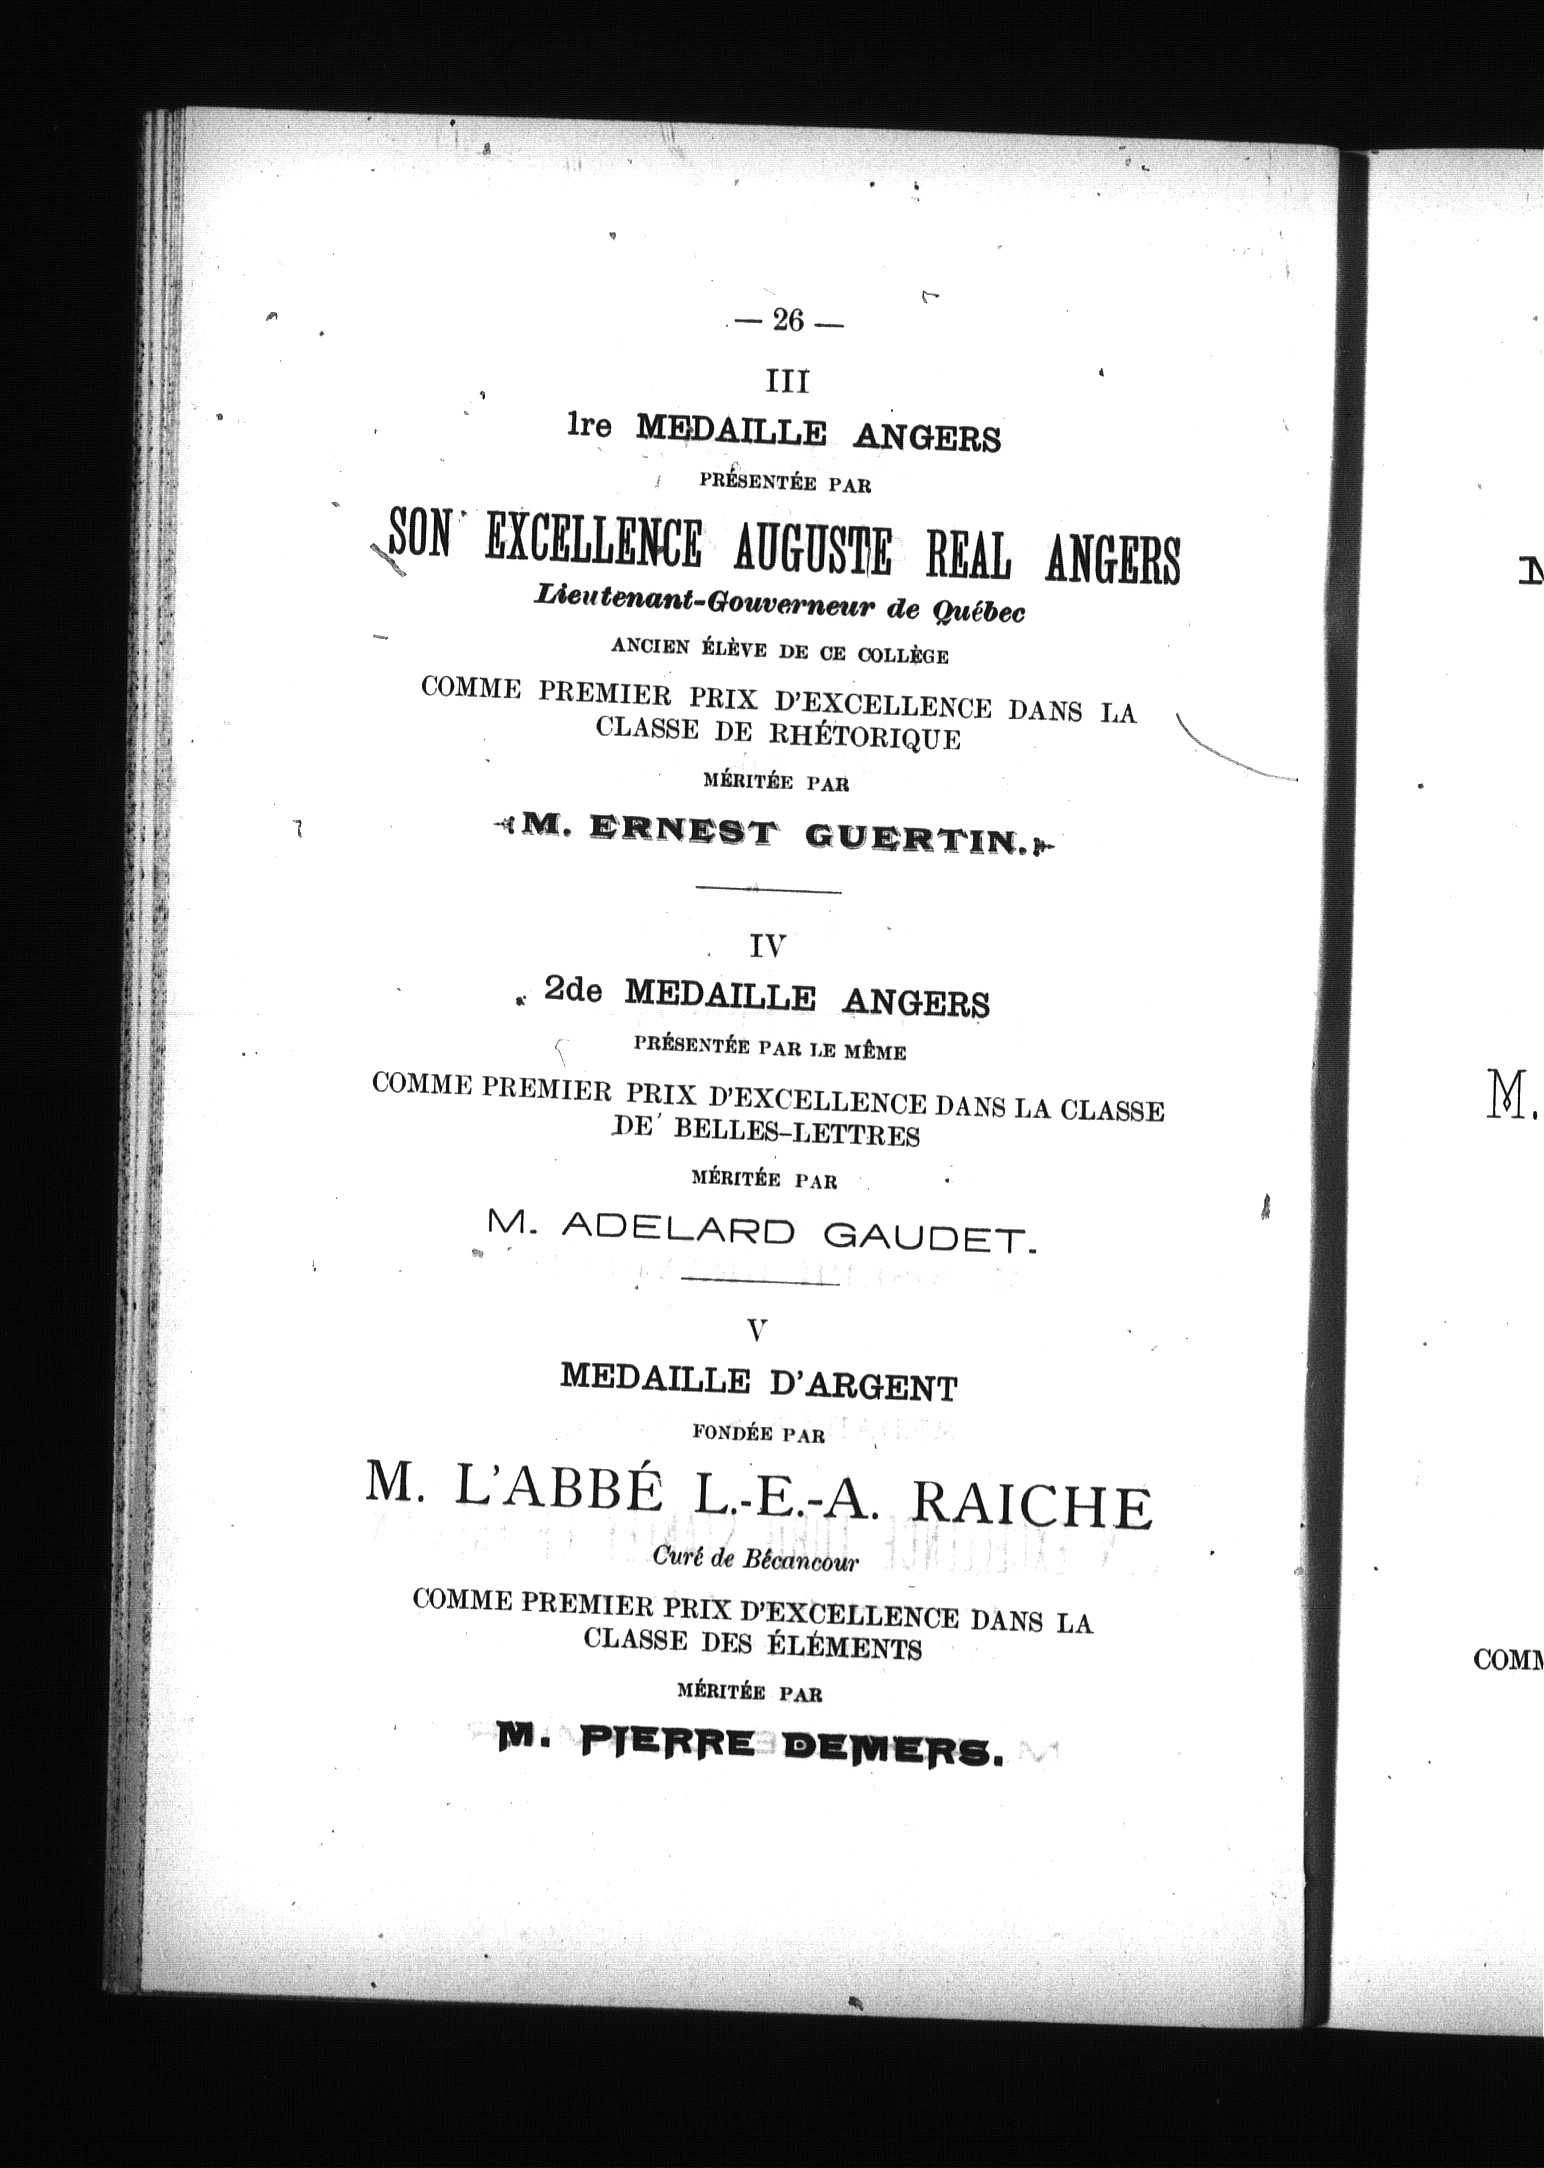 — 26 —
III
1re MEDAILLE ANGERS
PRÉSENTÉE PAR
SON EXCELLENCE AUGUSTE REAL ANGERS
Lieutenant-Gouverneur de Québec
ANCIEN ÉLÈVE DE CE COLLÈGE
COMME PREMIER PRIX D'EXCELLENCE DANS LA
CLASSE DE RHÉTORIQUE
MÉRITÉE PAR
M. ERNEST GUERTIN.
IV
2de MEDAILLE ANGERS
PRÉSENTÉE PAR LE MÊME
COMME PREMIER PRIX D'EXCELLENCE DANS LA CLASSE
DE BELLES-LETTRES
MÉRITÉE PAR
M. ADELARD GAUDET.
V
MEDAILLE D'ARGENT
FONDÉE PAR
M. L'ABBÉ L.-E.-A. RAICHE
Curé de Bécancour
COMME PREMIER PRIX D'EXCELLENCE DANS LA
CLASSE DES ÉLÉMENTS
MÉRITÉE PAR
M. PIERRE DEMERS.
M.